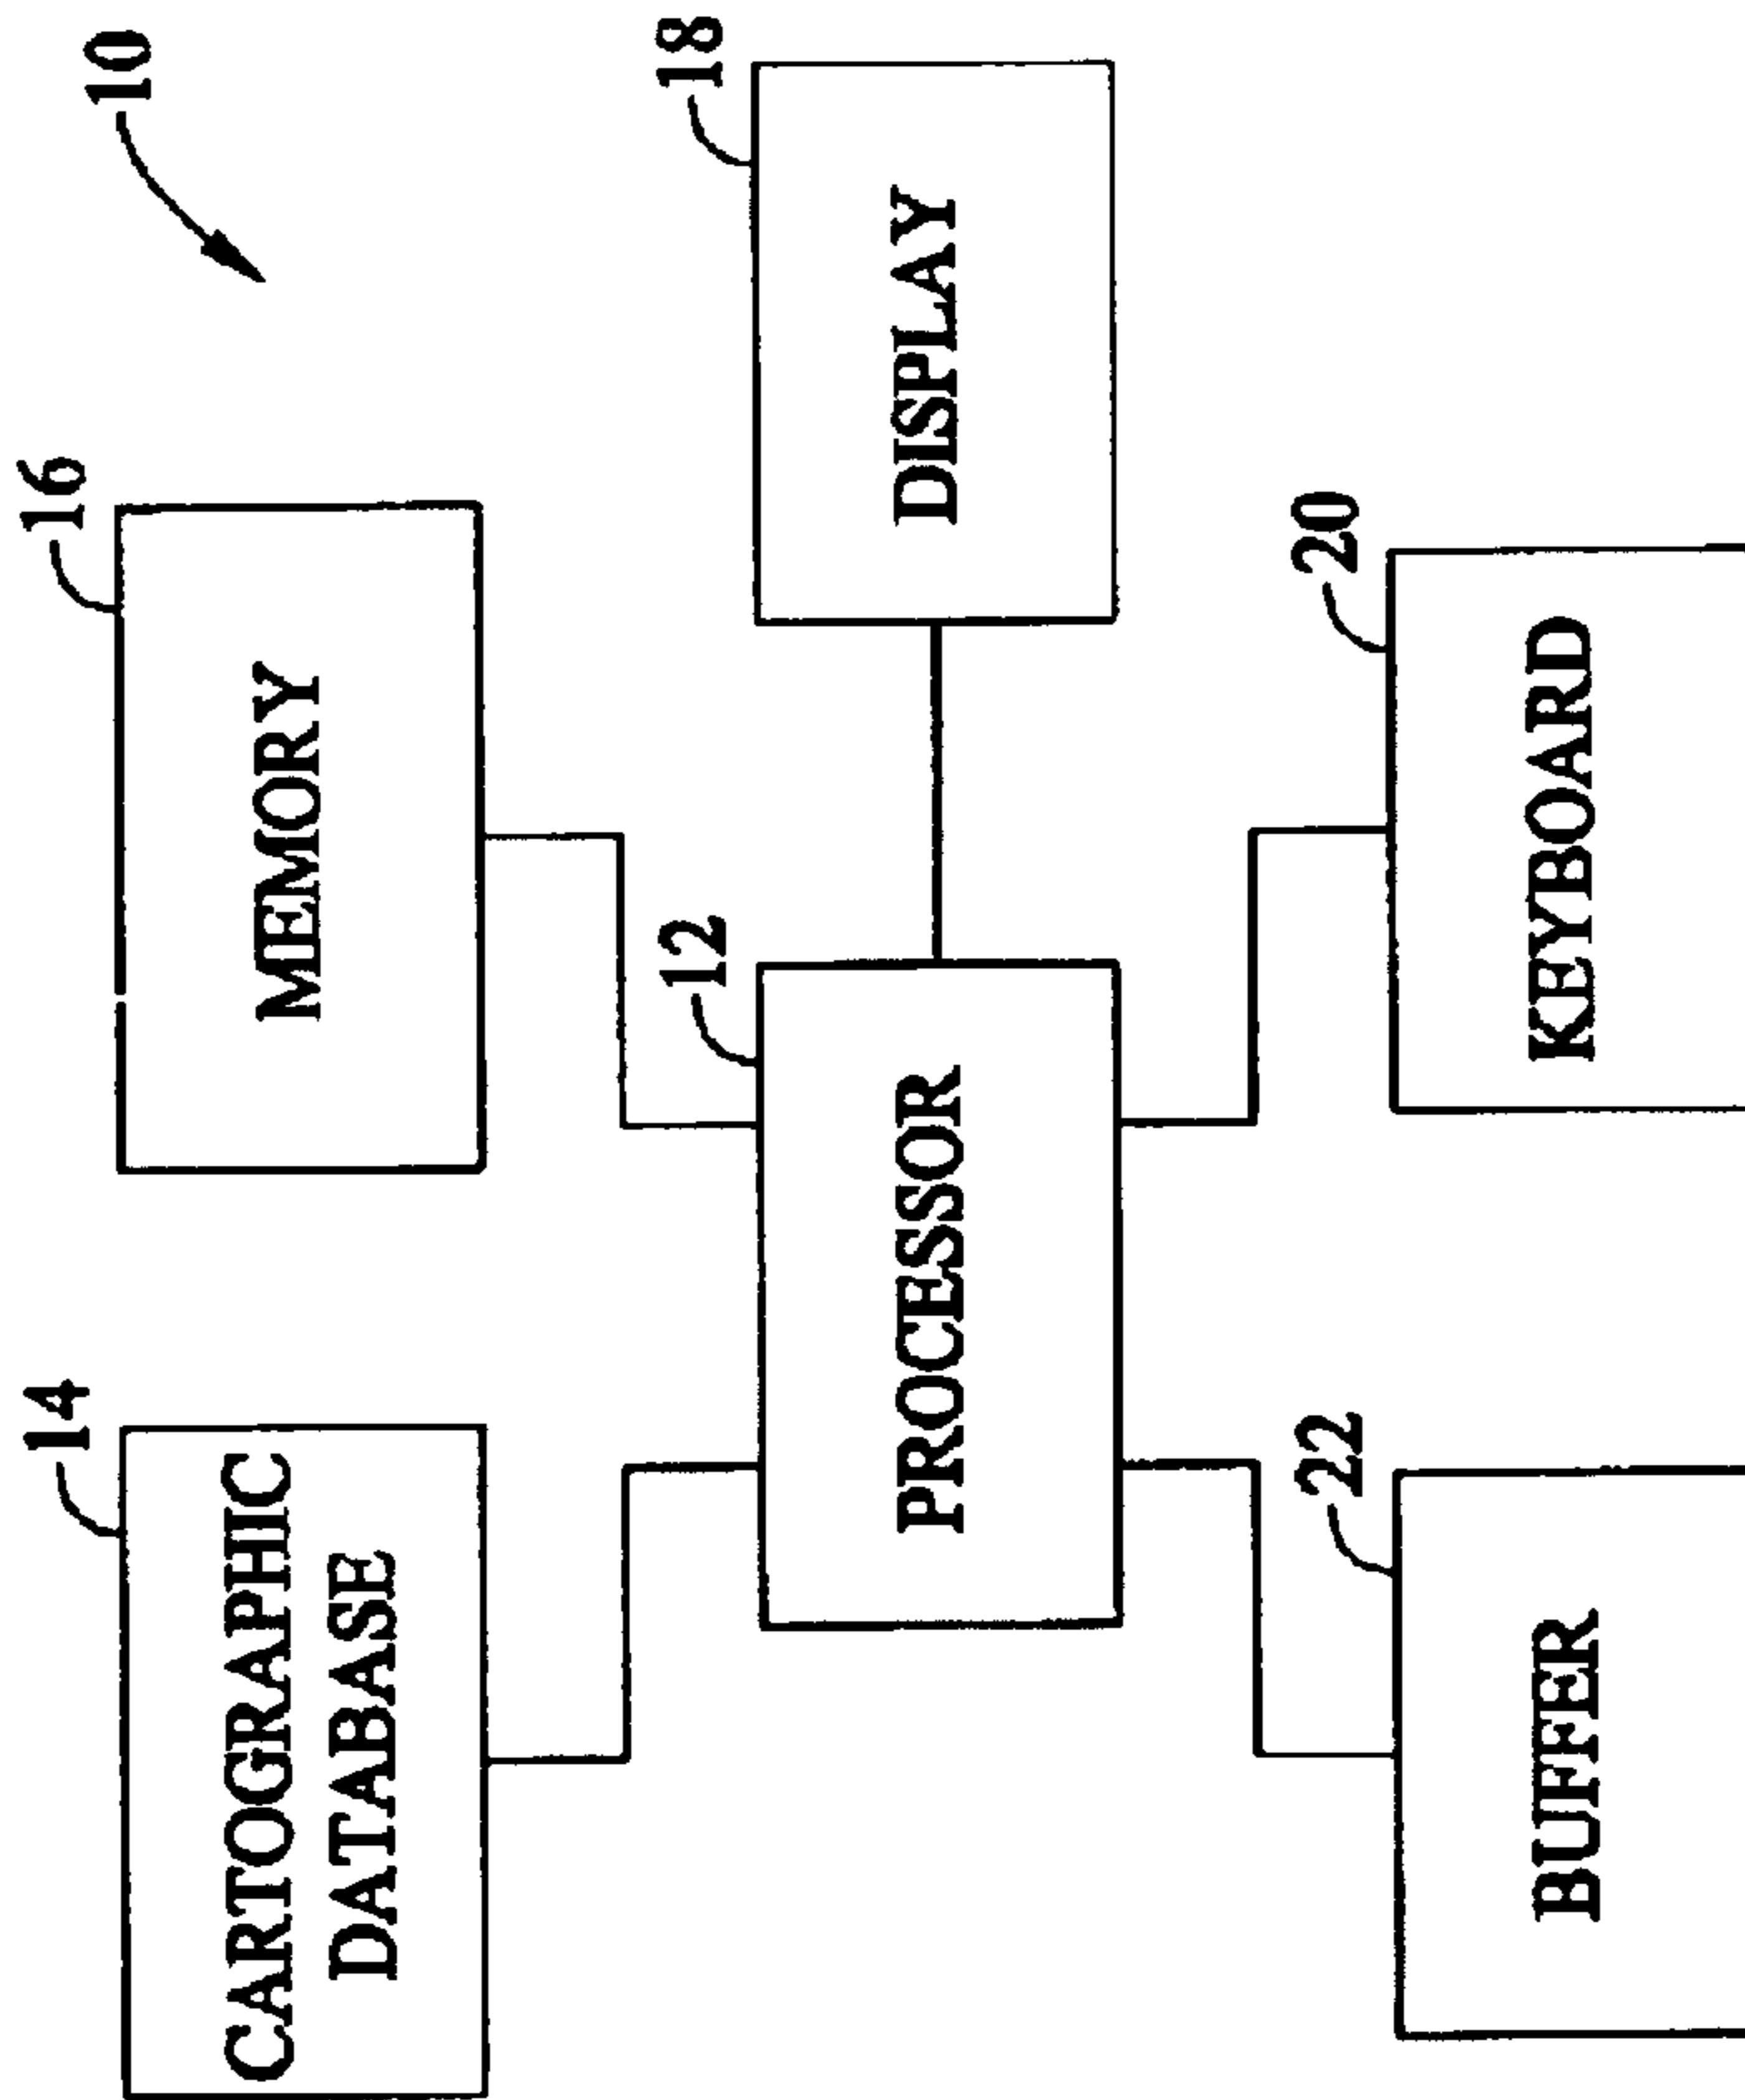 14
16
10
CARTOGRAPHIC
DATABASE
MEMORY
12
18
PROCESSOR
DISPLAY
22
20
BUFFER
KEYBOARD